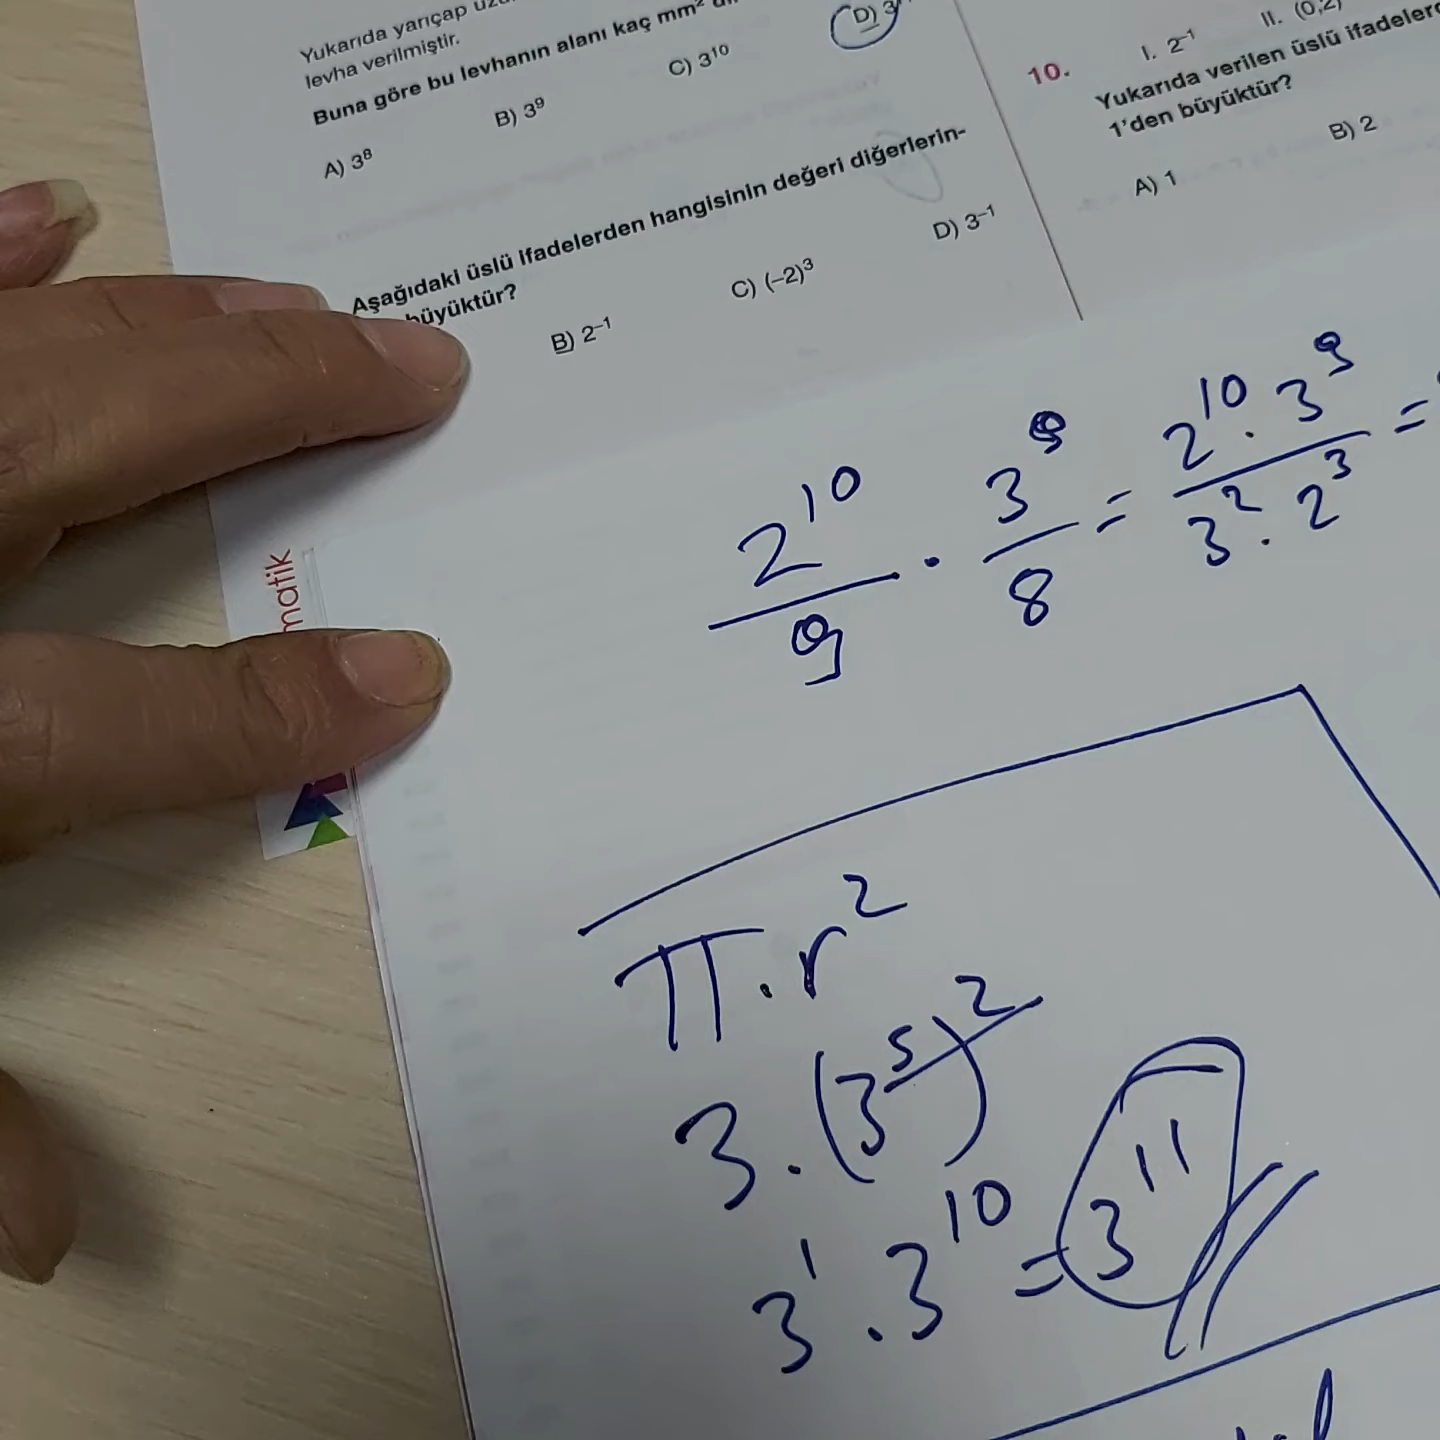 Yukarıda yarıçap
levha verilmiştir.
Buna göre bu levhanın alanı kaç mm²
A) 3⁸ B) 3⁹ C) 3¹⁰ D) 3
Aşağıdaki üslü ifadelerden hangisinin değeri diğerlerin-
büyüktür?
B) 2⁻¹ C) (–2)³ D) 3⁻¹
10. I. 2⁻¹ II. (0,2)
Yukarıda verilen üslü
1'den büyüktür?
A) 1 B) 2
2¹⁰/9 . 3⁹/8 = 2¹⁰ . 3⁹ / 3² . 2³ =
π . r²
3 . (3⁵)²
3¹ . 3¹⁰ = 3¹¹